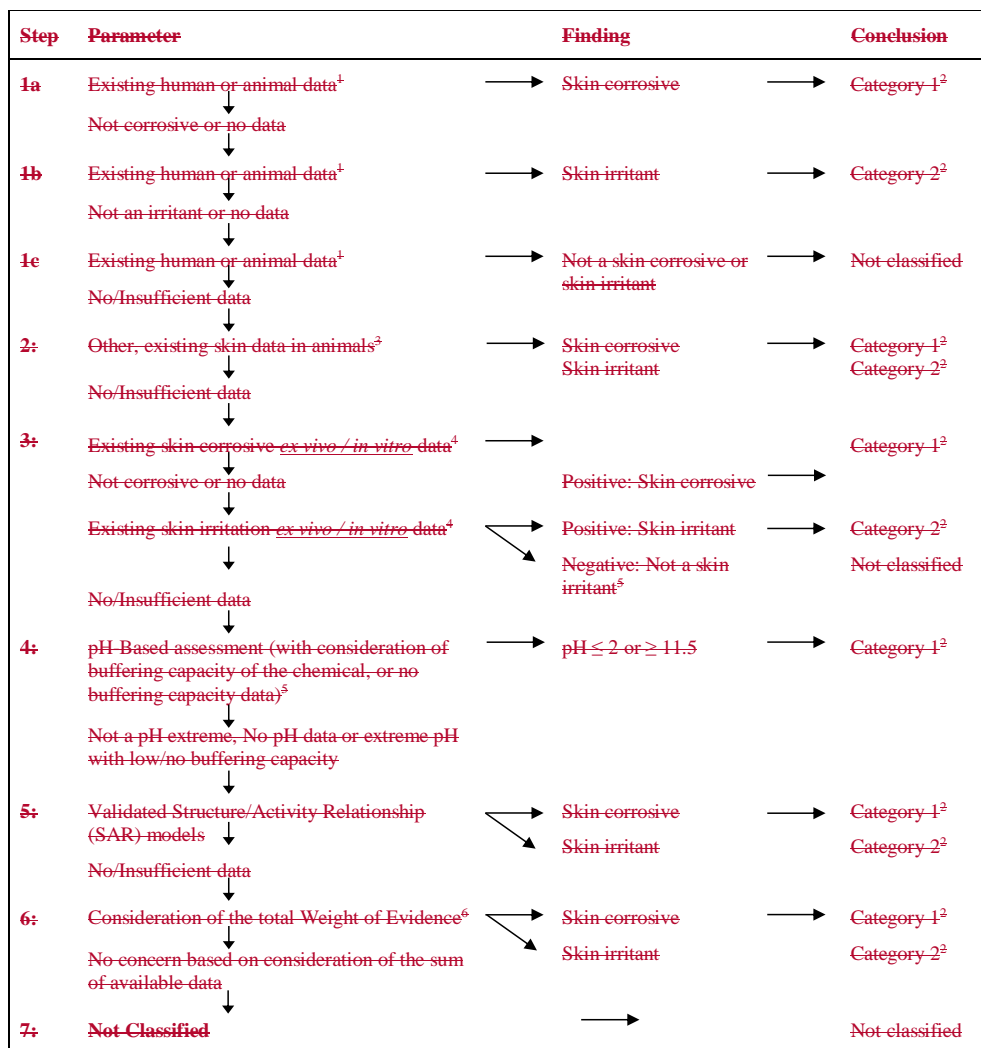 Step Parameter Finding Conclusion
1a Existing human or animal data¹ Skin corrosive Category 1²
Not corrosive or no data
1b Existing human or animal data¹ Skin irritant Category 2²
Not an irritant or no data
1c Existing human or animal data¹ Not a skin corrosive or Not classified
skin irritant
No/Insufficient data
2: Other, existing skin data in animals³ Skin corrosive Category 1²
Skin irritant Category 2²
No/Insufficient data
3: Existing skin corrosive ex vivo / in vitro data⁴ Category 1²
Not corrosive or no data Positive: Skin corrosive
Existing skin irritation ex vivo / in vitro data⁴ Positive: Skin irritant Category 2²
Negative: Not a skin Not classified
irritant⁵
No/Insufficient data
4: pH-Based assessment (with consideration of pH ≤ 2 or ≥ 11.5 Category 1²
buffering capacity of the chemical, or no
buffering capacity data)⁵
Not a pH extreme, No pH data or extreme pH
with low/no buffering capacity
5: Validated Structure/Activity Relationship Skin corrosive Category 1²
(SAR) models Skin irritant Category 2²
No/Insufficient data
6: Consideration of the total Weight of Evidence⁶ Skin corrosive Category 1²
Skin irritant Category 2²
No concern based on consideration of the sum
of available data
7: Not Classified Not classified